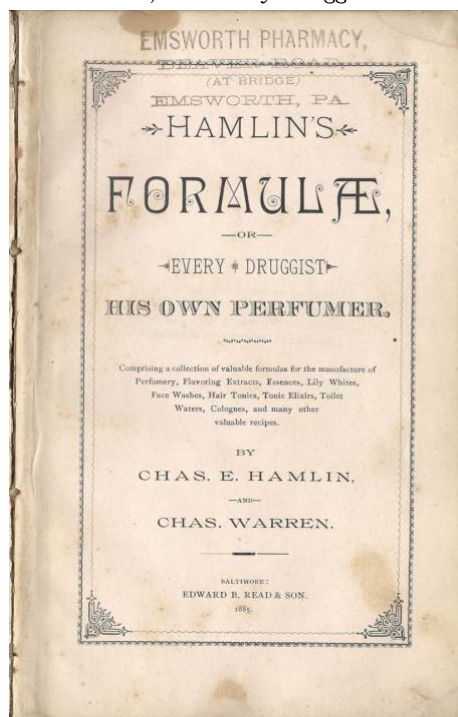 EMSWORTH PHARMACY,
BEAVER ROAD,
(AT BRIDGE)
EMSWORTH, PA.
HAMLIN'S
FORMULÆ,
—OR—
EVERY DRUGGIST
HIS OWN PERFUMER.
Comprising a collection of valuable formulas for the manufacture of
Perfumery, Flavoring Extracts, Essences, Lily Whites,
Face Washes, Hair Tonics, Tonic Elixirs, Toilet
Waters, Colognes, and many other
valuable recipes.
BY
CHAS. E. HAMLIN,
—AND—
CHAS. WARREN.
BALTIMORE:
EDWARD B. READ & SON.
1885.